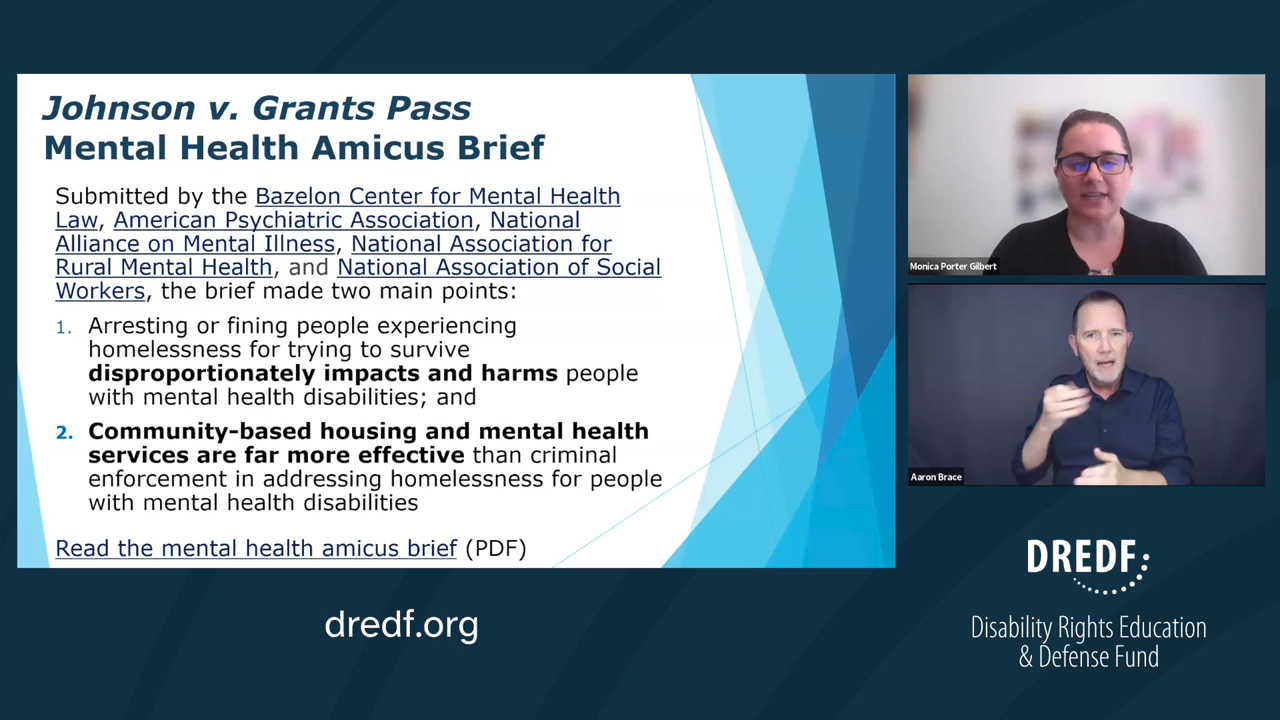 Johnson v. Grants Pass
Mental Health Amicus Brief
Submitted by the Bazelon Center for Mental Health
Law, American Psychiatric Association, National
Alliance on Mental Illness, National Association for
Rural Mental Health, and National Association of Social
Workers, the brief made two main points:
1. Arresting or fining people experiencing
homelessness for trying to survive
disproportionately impacts and harms people
with mental health disabilities; and
2. Community-based housing and mental health
services are far more effective than criminal
enforcement in addressing homelessness for people
with mental health disabilities
Read the mental health amicus brief (PDF)
Monica Porter Gilbert
Aaron Brace
dredf.org
DREDF
Disability Rights Education
& Defense Fund